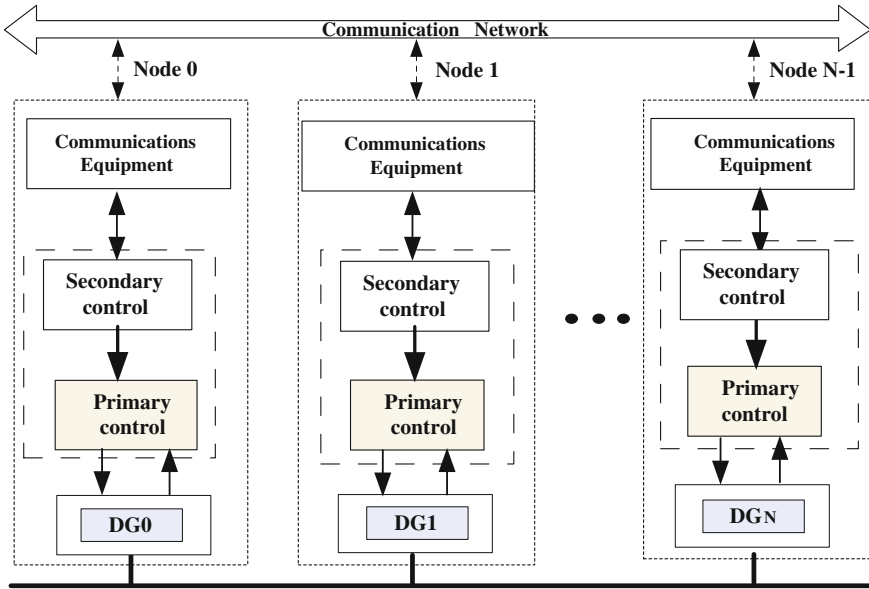 Communication Network
Node 0
Node 1
Node N-1
Communications
Equipment
Communications
Equipment
Communications
Equipment
Secondary
control
Secondary
control
Secondary
control
Primary
control
Primary
control
Primary
control
DG0
DG1
DGN